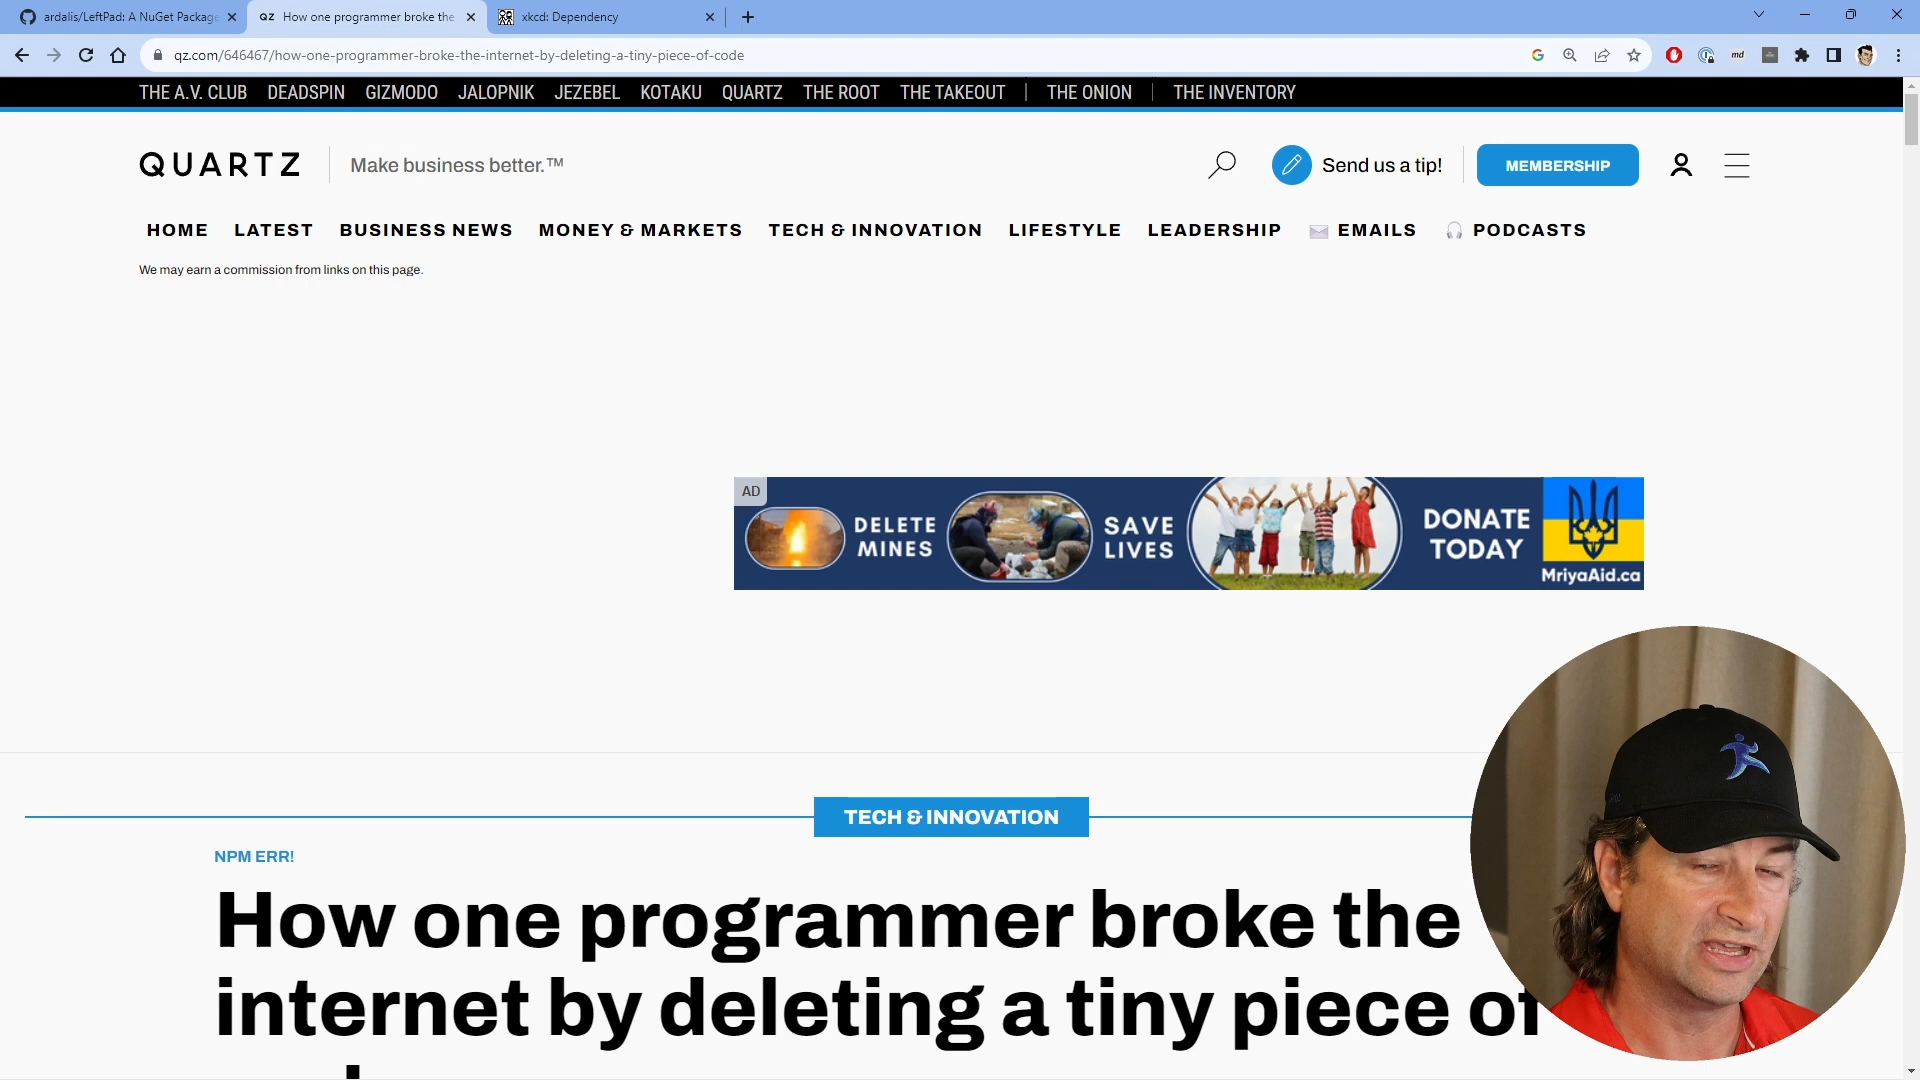 ardalis/LeftPad: A NuGet Package
QZ How one programmer broke the
xkcd: Dependency
qz.com/646467/how-one-programmer-broke-the-internet-by-deleting-a-tiny-piece-of-code
THE A.V. CLUB DEADSPIN GIZMODO JALOPNIK JEZEBEL KOTAKU QUARTZ THE ROOT THE TAKEOUT | THE ONION | THE INVENTORY
QUARTZ Make business better.™
Send us a tip!
MEMBERSHIP
HOME LATEST BUSINESS NEWS MONEY & MARKETS TECH & INNOVATION LIFESTYLE LEADERSHIP EMAILS PODCASTS
We may earn a commission from links on this page.
AD
DELETE
MINES
SAVE
LIVES
DONATE
TODAY
MriyaAid.ca
TECH & INNOVATION
NPM ERR!
How one programmer broke the
internet by deleting a tiny piece of